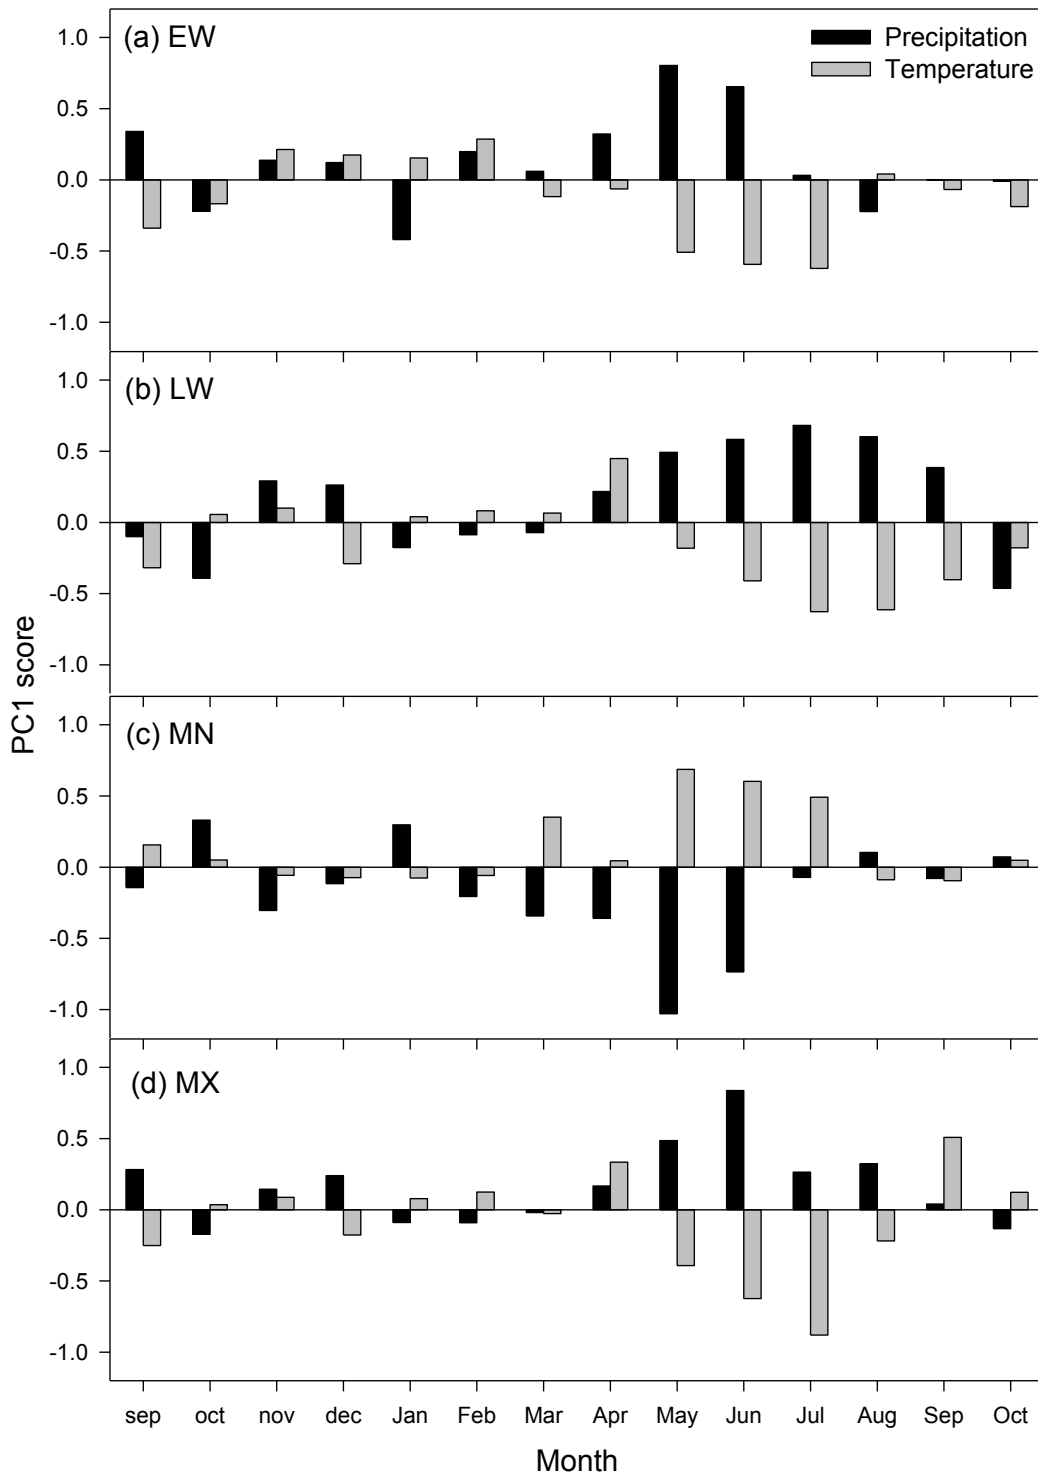 (a) EW
Precipitation
Temperature
1.0
0.5
0.0
-0.5
-1.0
(b) LW
1.0
0.5
0.0
-0.5
-1.0
PC1 score
(c) MN
1.0
0.5
0.0
-0.5
-1.0
(d) MX
1.0
0.5
0.0
-0.5
-1.0
sep oct nov dec Jan Feb Mar Apr May Jun Jul Aug Sep Oct
Month